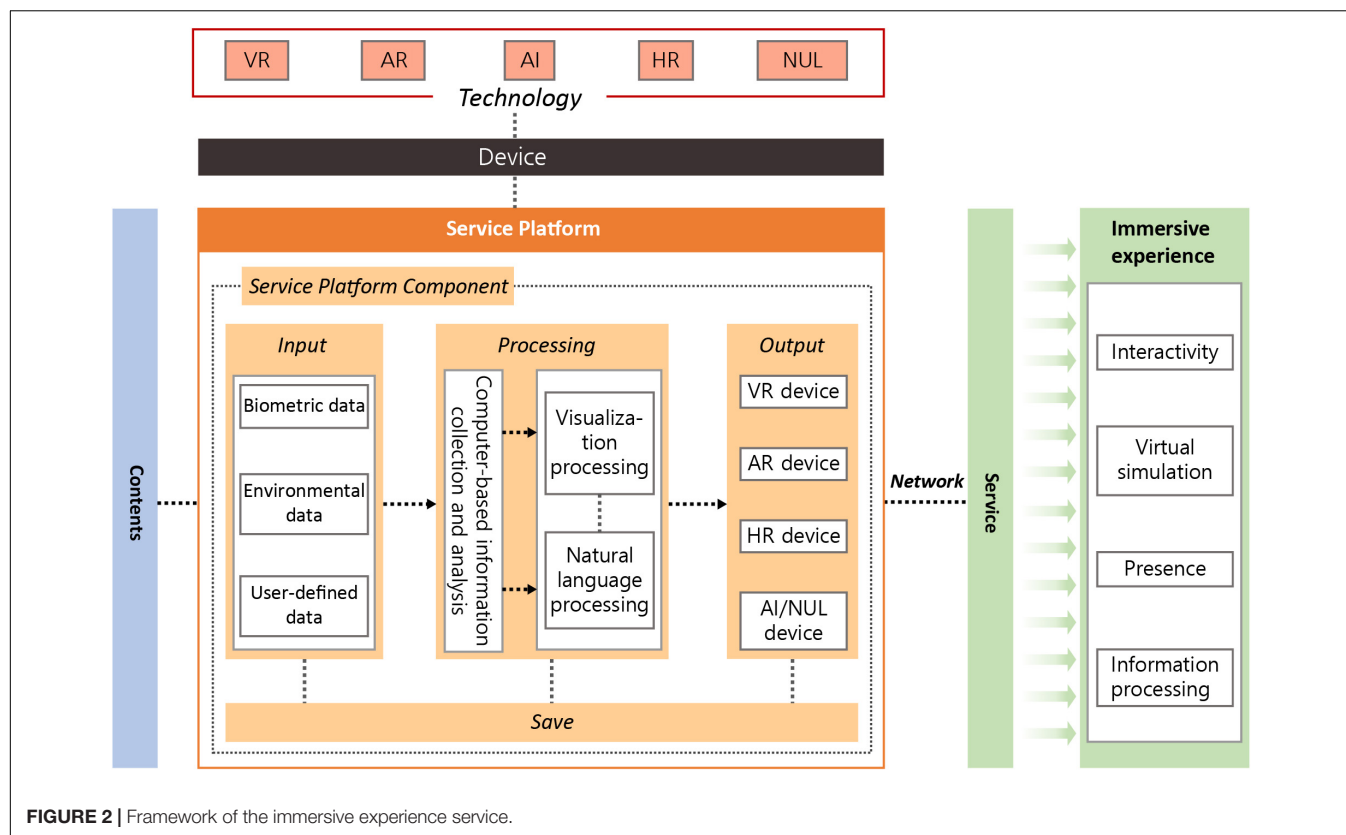 VR
AR
AI
HR
NUL
Technology
Device
Service Platform
Service Platform Component
Contents
Input
Biometric data
Environmental
data
User-defined
data
Processing
Computer-based information
collection and analysis
Visualiza-
tion
processing
Natural
language
processing
Output
VR device
AR device
HR device
AI/NUL
device
Save
Network
Service
Immersive
experience
Interactivity
Virtual
simulation
Presence
Information
processing
FIGURE 2 | Framework of the immersive experience service.